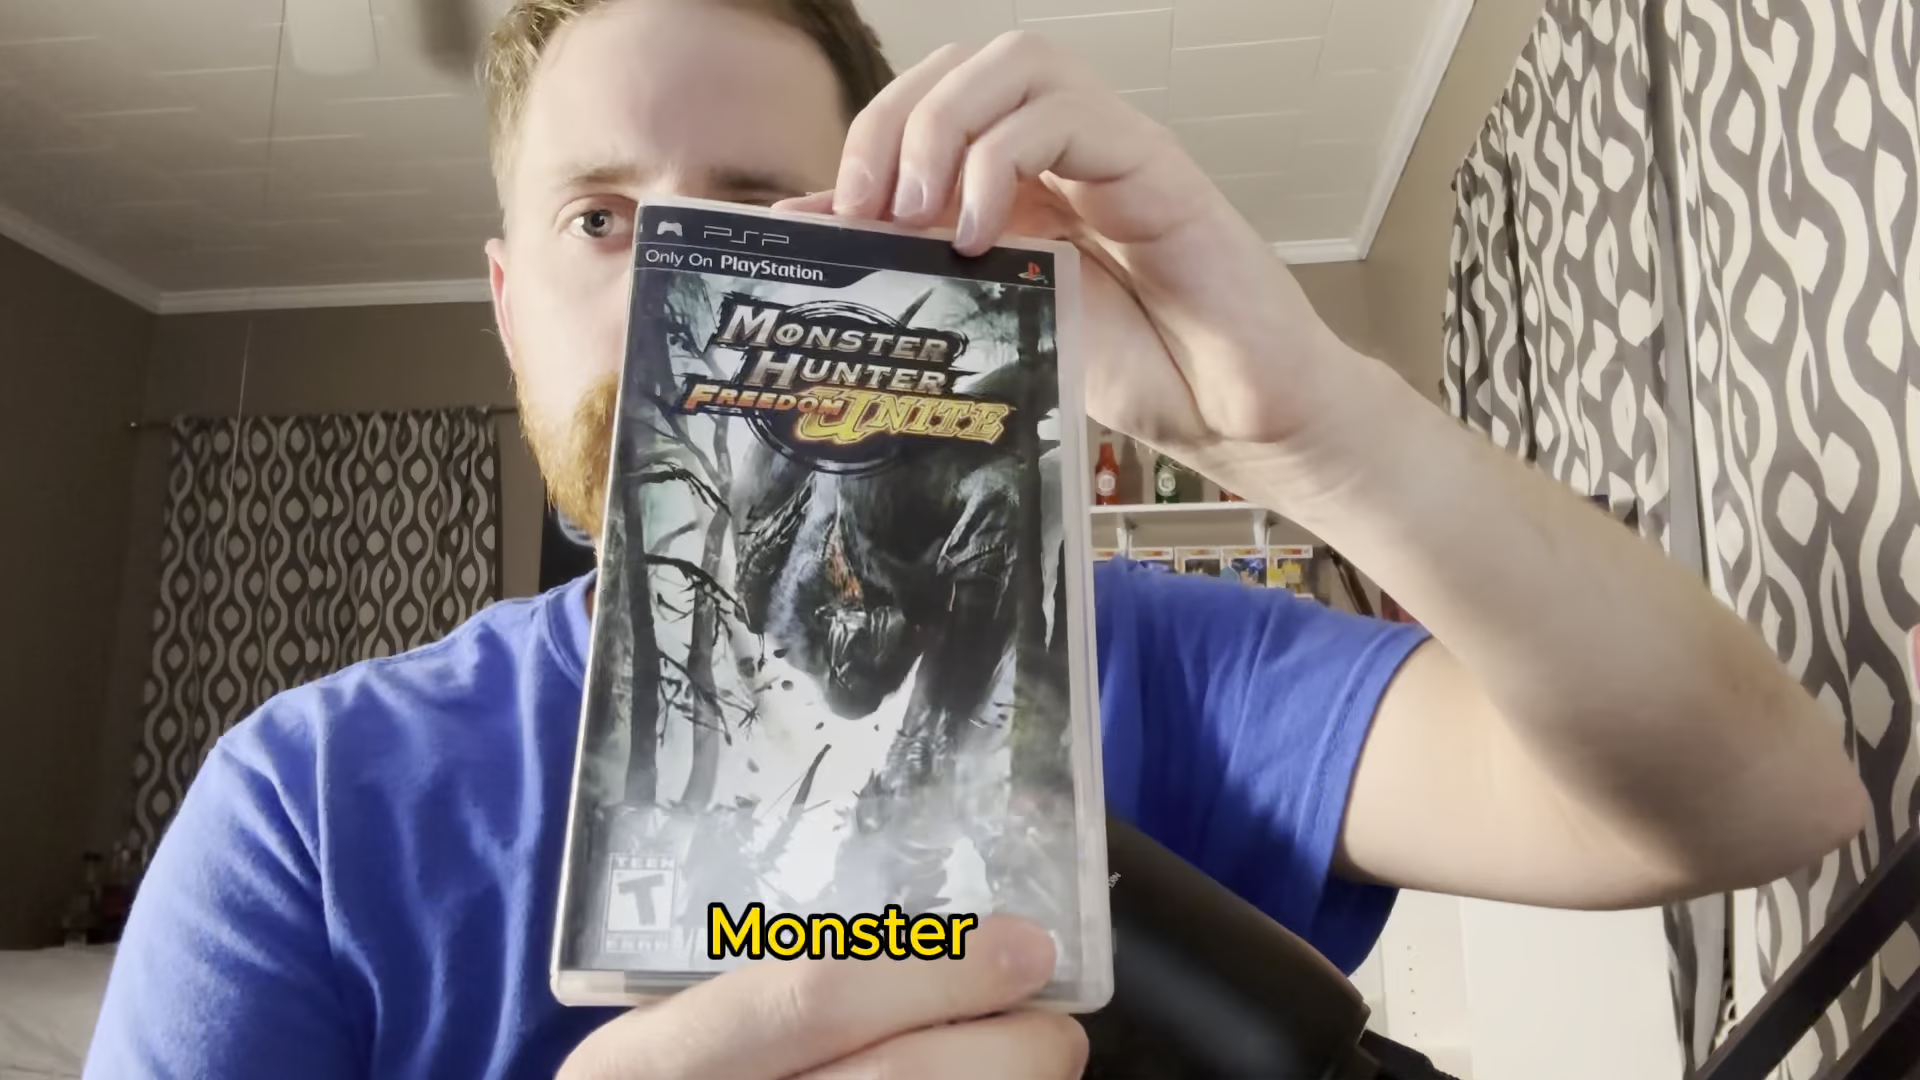 PSP
Only On PlayStation
MONSTER
HUNTER
FREEDOM UNITE
TEEN
T
ESRB
Monster